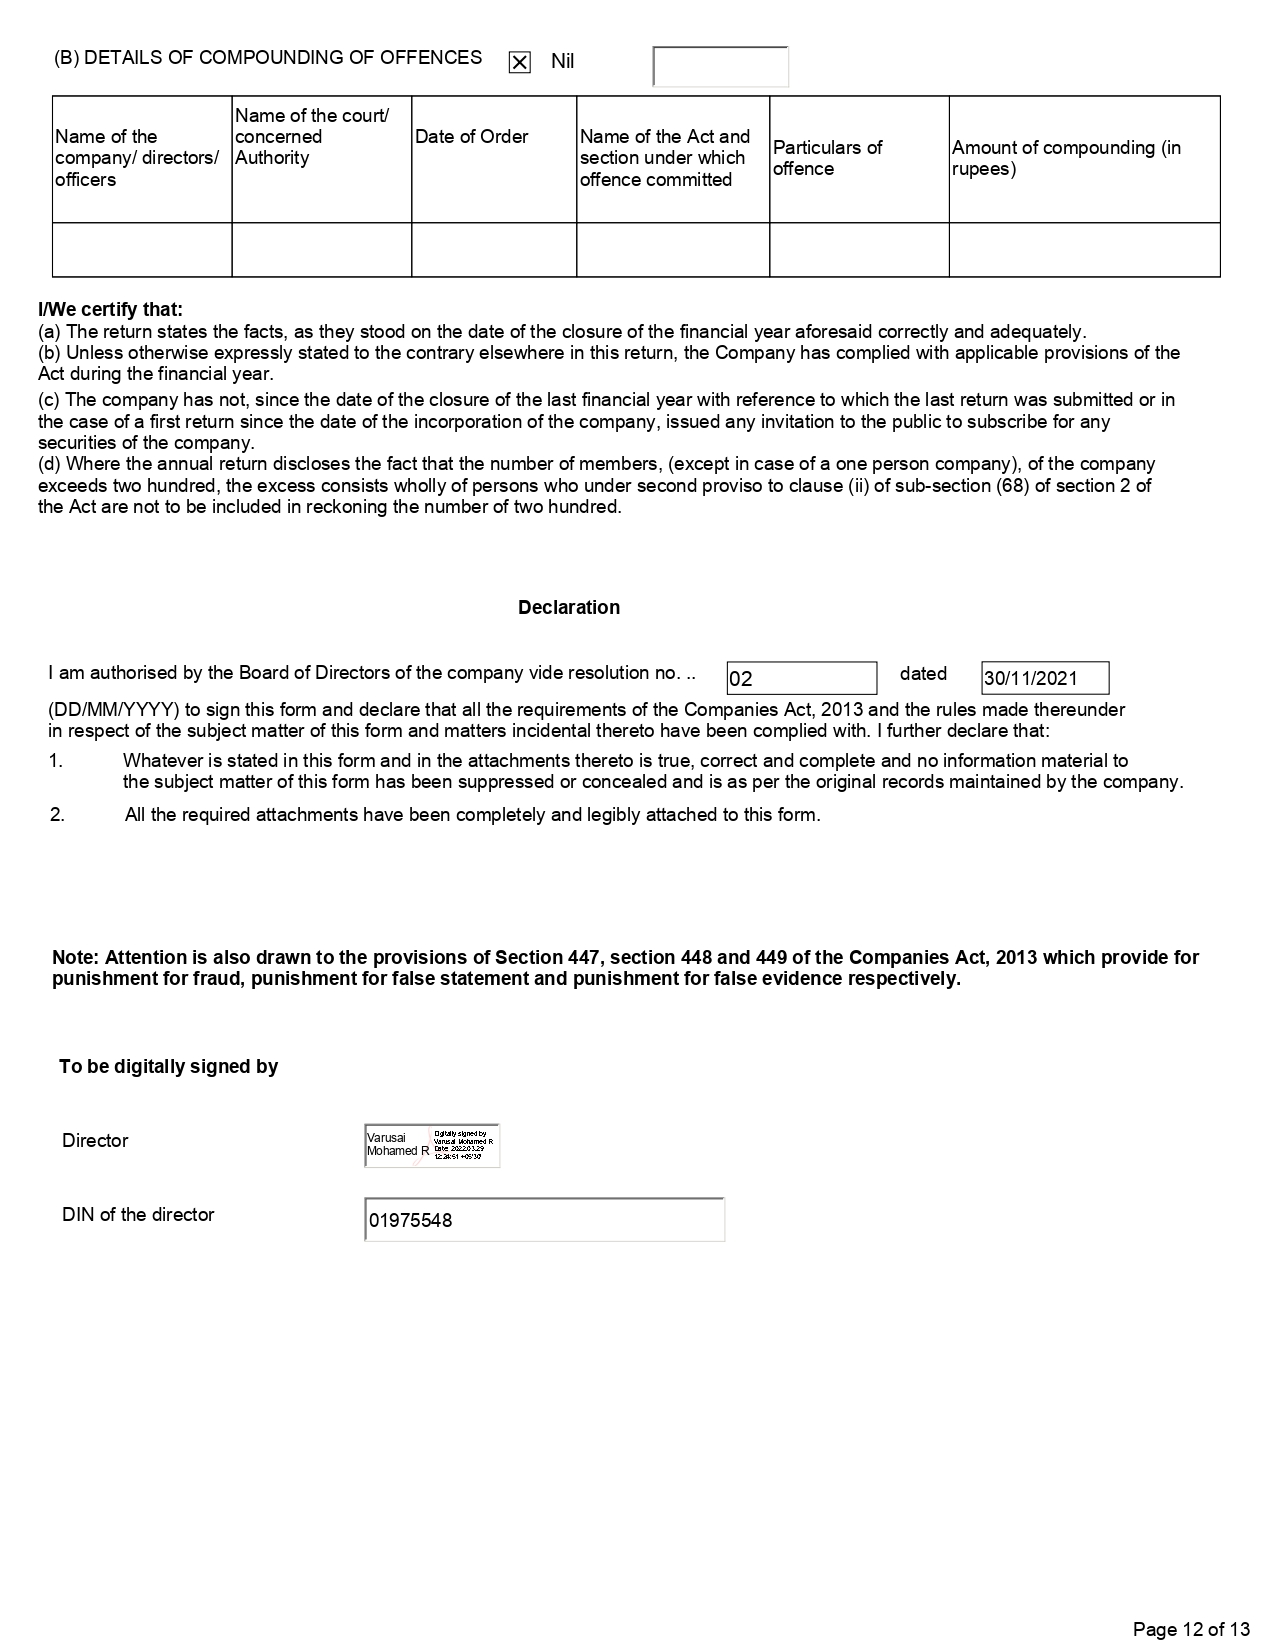 (B) DETAILS OF COMPOUNDING OF OFFENCES Nil
Name of the company/ directors/ officers
Name of the court/ concerned Authority
Date of Order
Name of the Act and section under which offence committed
Particulars of offence
Amount of compounding (in rupees)
I/We certify that:
(a) The return states the facts, as they stood on the date of the closure of the financial year aforesaid correctly and adequately.
(b) Unless otherwise expressly stated to the contrary elsewhere in this return, the Company has complied with applicable provisions of the
Act during the financial year.
(c) The company has not, since the date of the closure of the last financial year with reference to which the last return was submitted or in
the case of a first return since the date of the incorporation of the company, issued any invitation to the public to subscribe for any
securities of the company.
(d) Where the annual return discloses the fact that the number of members, (except in case of a one person company), of the company
exceeds two hundred, the excess consists wholly of persons who under second proviso to clause (ii) of sub-section (68) of section 2 of
the Act are not to be included in reckoning the number of two hundred.
Declaration
I am authorised by the Board of Directors of the company vide resolution no. .. 02 dated 30/11/2021
(DD/MM/YYYY) to sign this form and declare that all the requirements of the Companies Act, 2013 and the rules made thereunder
in respect of the subject matter of this form and matters incidental thereto have been complied with. I further declare that:
1. Whatever is stated in this form and in the attachments thereto is true, correct and complete and no information material to
the subject matter of this form has been suppressed or concealed and is as per the original records maintained by the company.
2. All the required attachments have been completely and legibly attached to this form.
Note: Attention is also drawn to the provisions of Section 447, section 448 and 449 of the Companies Act, 2013 which provide for
punishment for fraud, punishment for false statement and punishment for false evidence respectively.
To be digitally signed by
Director
Varusai
Mohamed R
Digitally signed by
Varusai Mohamed R
Date: 2022.03.29
12:24:51 +05'30'
DIN of the director 01975548
Page 12 of 13